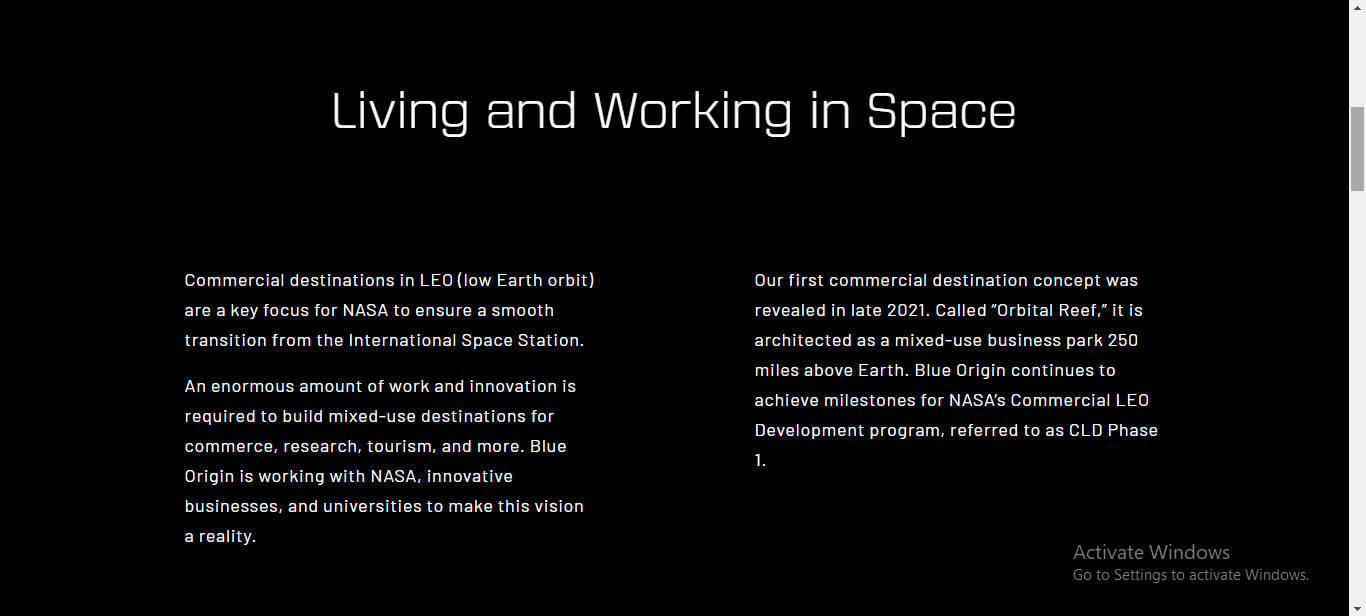 Living and Working in Space
Commercial destinations in LEO (low Earth orbit)
are a key focus for NASA to ensure a smooth
transition from the International Space Station.
An enormous amount of work and innovation is
required to build mixed-use destinations for
commerce, research, tourism, and more. Blue
Origin is working with NASA, innovative
businesses, and universities to make this vision
a reality.
Our first commercial destination concept was
revealed in late 2021. Called “Orbital Reef,” it is
architected as a mixed-use business park 250
miles above Earth. Blue Origin continues to
achieve milestones for NASA’s Commercial LEO
Development program, referred to as CLD Phase
1.
Activate Windows
Go to Settings to activate Windows.